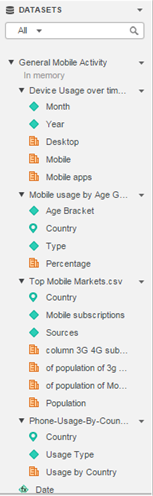 DATASETS
All
General Mobile Activity
In memory
Device Usage over tim...
Month
Year
Desktop
Mobile
Mobile apps
Mobile usage by Age G...
Age Bracket
Country
Type
Percentage
Top Mobile Markets.csv
Country
Mobile subscriptions
Sources
column 3G 4G sub...
of population of 3g ...
of population of Mo...
Population
Phone-Usage-By-Coun...
Country
Usage Type
Usage by Country
fx Date